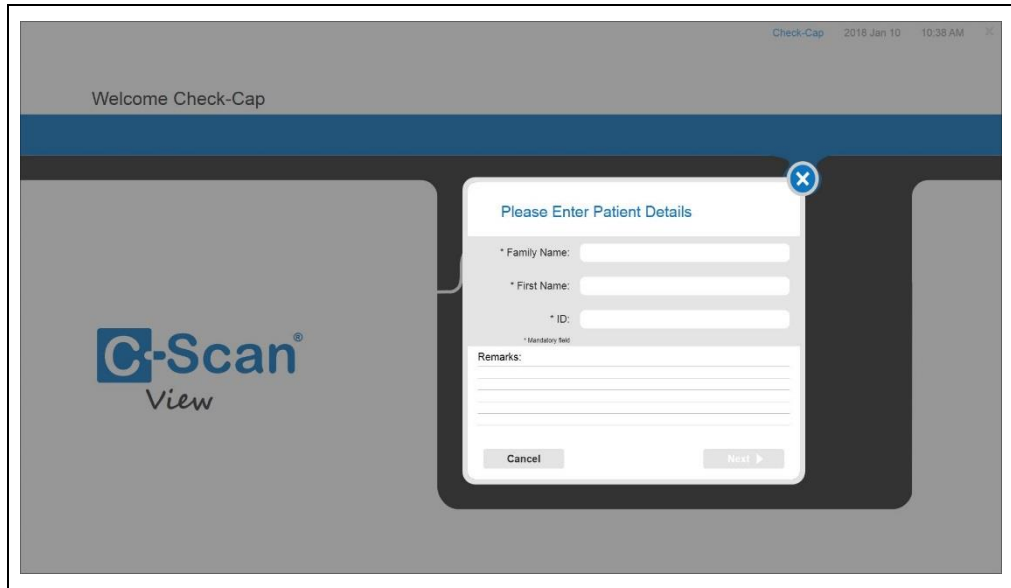 Check-Cap 2018 Jan 10 10:38 AM
Welcome Check-Cap
Please Enter Patient Details
* Family Name:
* First Name:
* ID:
* Mandatory field
Remarks:
Cancel Next
C-Scan®
View